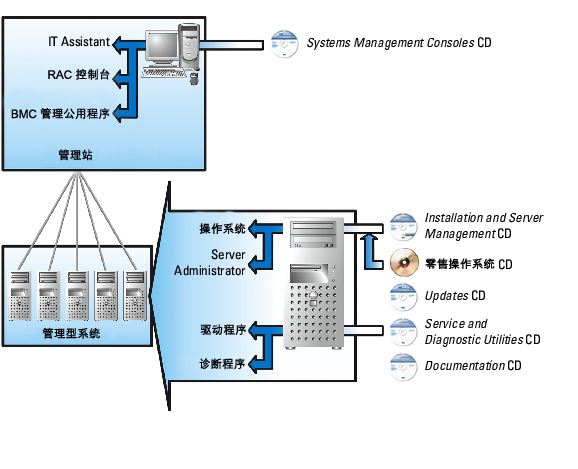 IT Assistant
RAC 控制台
BMC 管理公用程序
管理站
Systems Management Consoles CD
操作系统
Server
Administrator
驱动程序
诊断程序
管理型系统
Installation and Server
Management CD
零售操作系统 CD
Updates CD
Service and
Diagnostic Utilities CD
Documentation CD